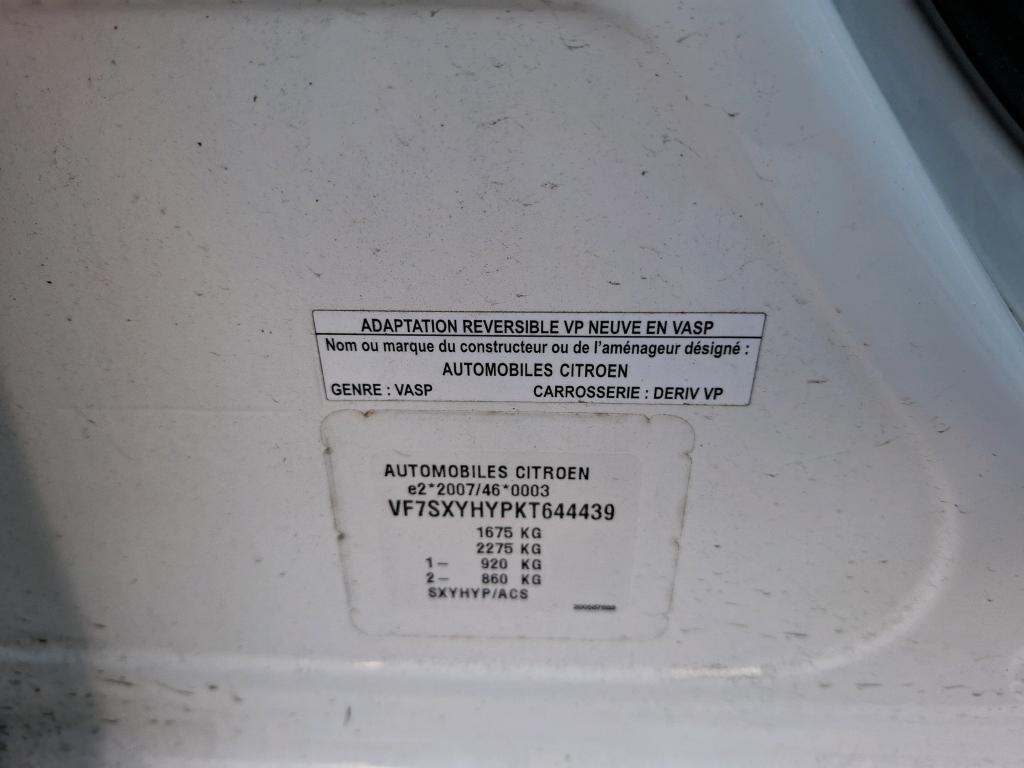 ADAPTATION REVERSIBLE VP NEUVE EN VASP
Nom ou marque du constructeur ou de l'aménageur désigné :
AUTOMOBILES CITROEN
GENRE : VASP CARROSSERIE : DERIV VP
AUTOMOBILES CITROEN
e2*2007/46*0003
VF7SXYHYPKT644439
1675 KG
2275 KG
1- 920 KG
2- 860 KG
SXYHYP/ACS